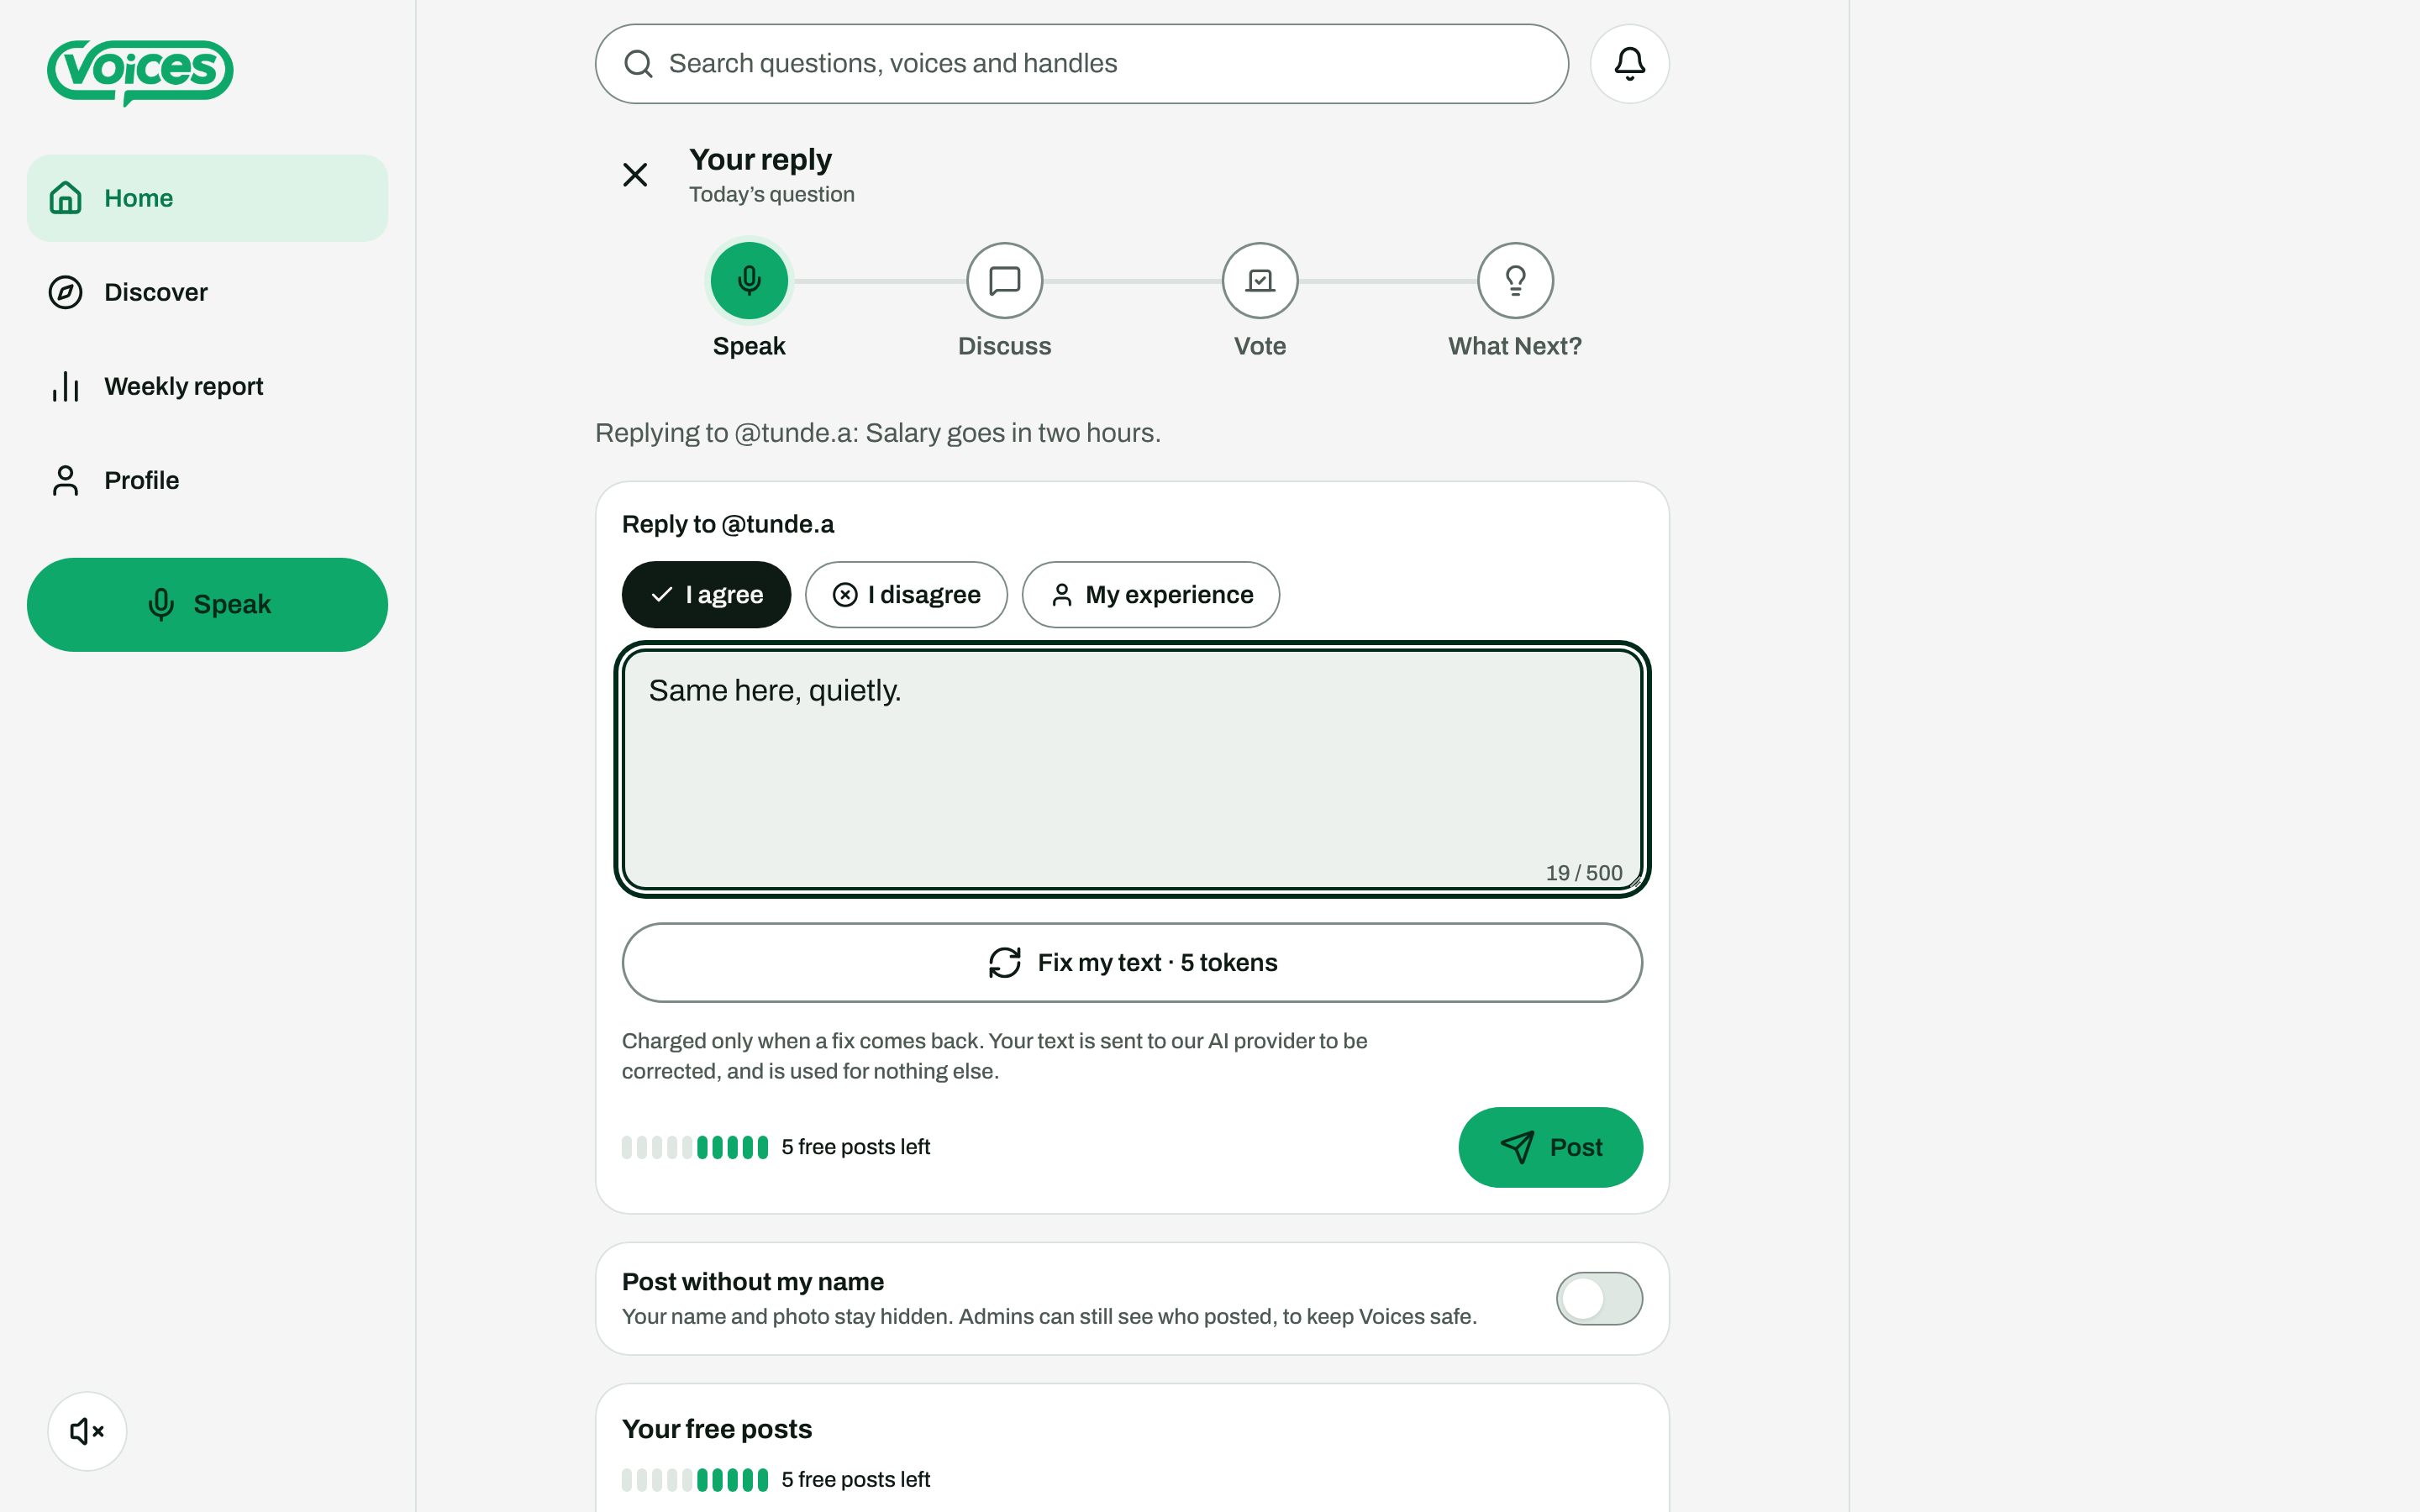 voices
Search questions, voices and handles
Home
Discover
Weekly report
Profile
Speak
Your reply
Today’s question
Speak
Discuss
Vote
What Next?
Replying to @tunde.a: Salary goes in two hours.
Reply to @tunde.a
I agree
I disagree
My experience
Same here, quietly.
19 / 500
Fix my text · 5 tokens
Charged only when a fix comes back. Your text is sent to our AI provider to be
corrected, and is used for nothing else.
5 free posts left
Post
Post without my name
Your name and photo stay hidden. Admins can still see who posted, to keep Voices safe.
Your free posts
5 free posts left